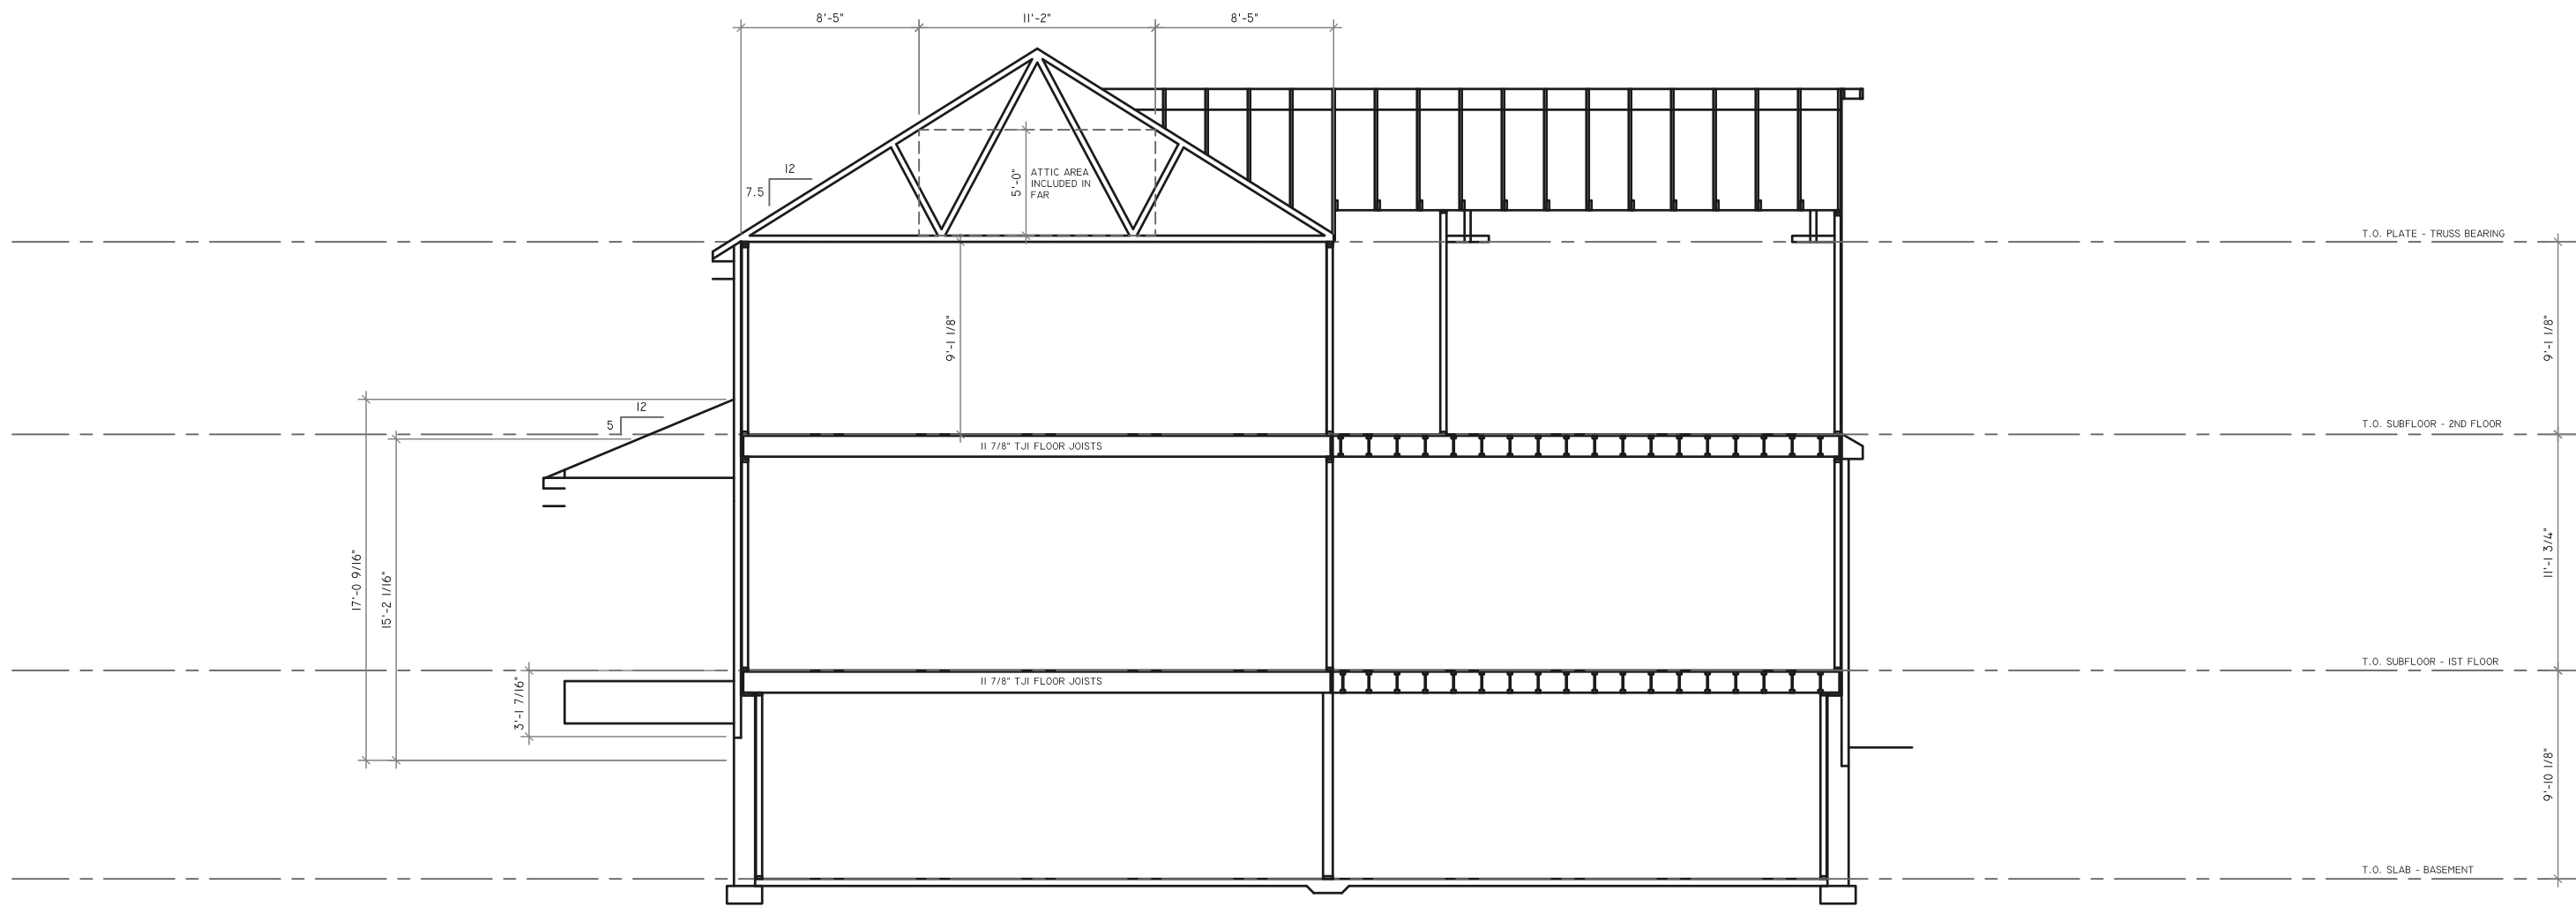 8'-5" 11'-2" 8'-5"
12
7.5
5'-0"
ATTIC AREA
INCLUDED IN
FAR
T.O. PLATE - TRUSS BEARING
9'-1 1/8"
9'-1 1/8"
12
5
T.O. SUBFLOOR - 2ND FLOOR
11 7/8" TJI FLOOR JOISTS
17'-0 9/16"
15'-2 1/16"
11'-1 3/4"
T.O. SUBFLOOR - 1ST FLOOR
11 7/8" TJI FLOOR JOISTS
3'-1 7/16"
9'-10 1/8"
T.O. SLAB - BASEMENT